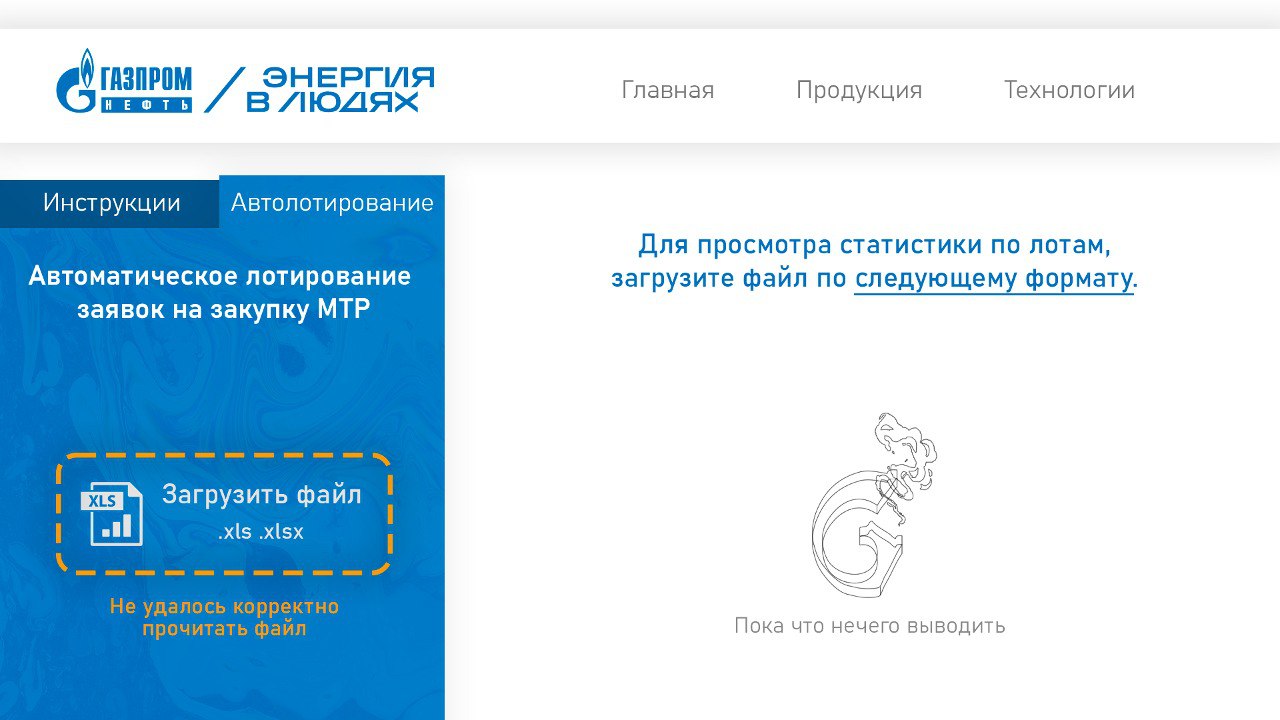 ГАЗПРОМ
НЕФТЬ
ЭНЕРГИЯ
В ЛЮДЯХ
Главная
Продукция
Технологии
Инструкции
Автолотирование
Автоматическое лотирование
заявок на закупку МТР
XLS
Загрузить файл
.xls .xlsx
Не удалось корректно
прочитать файл
Для просмотра статистики по лотам,
загрузите файл по следующему формату.
Пока что нечего выводить